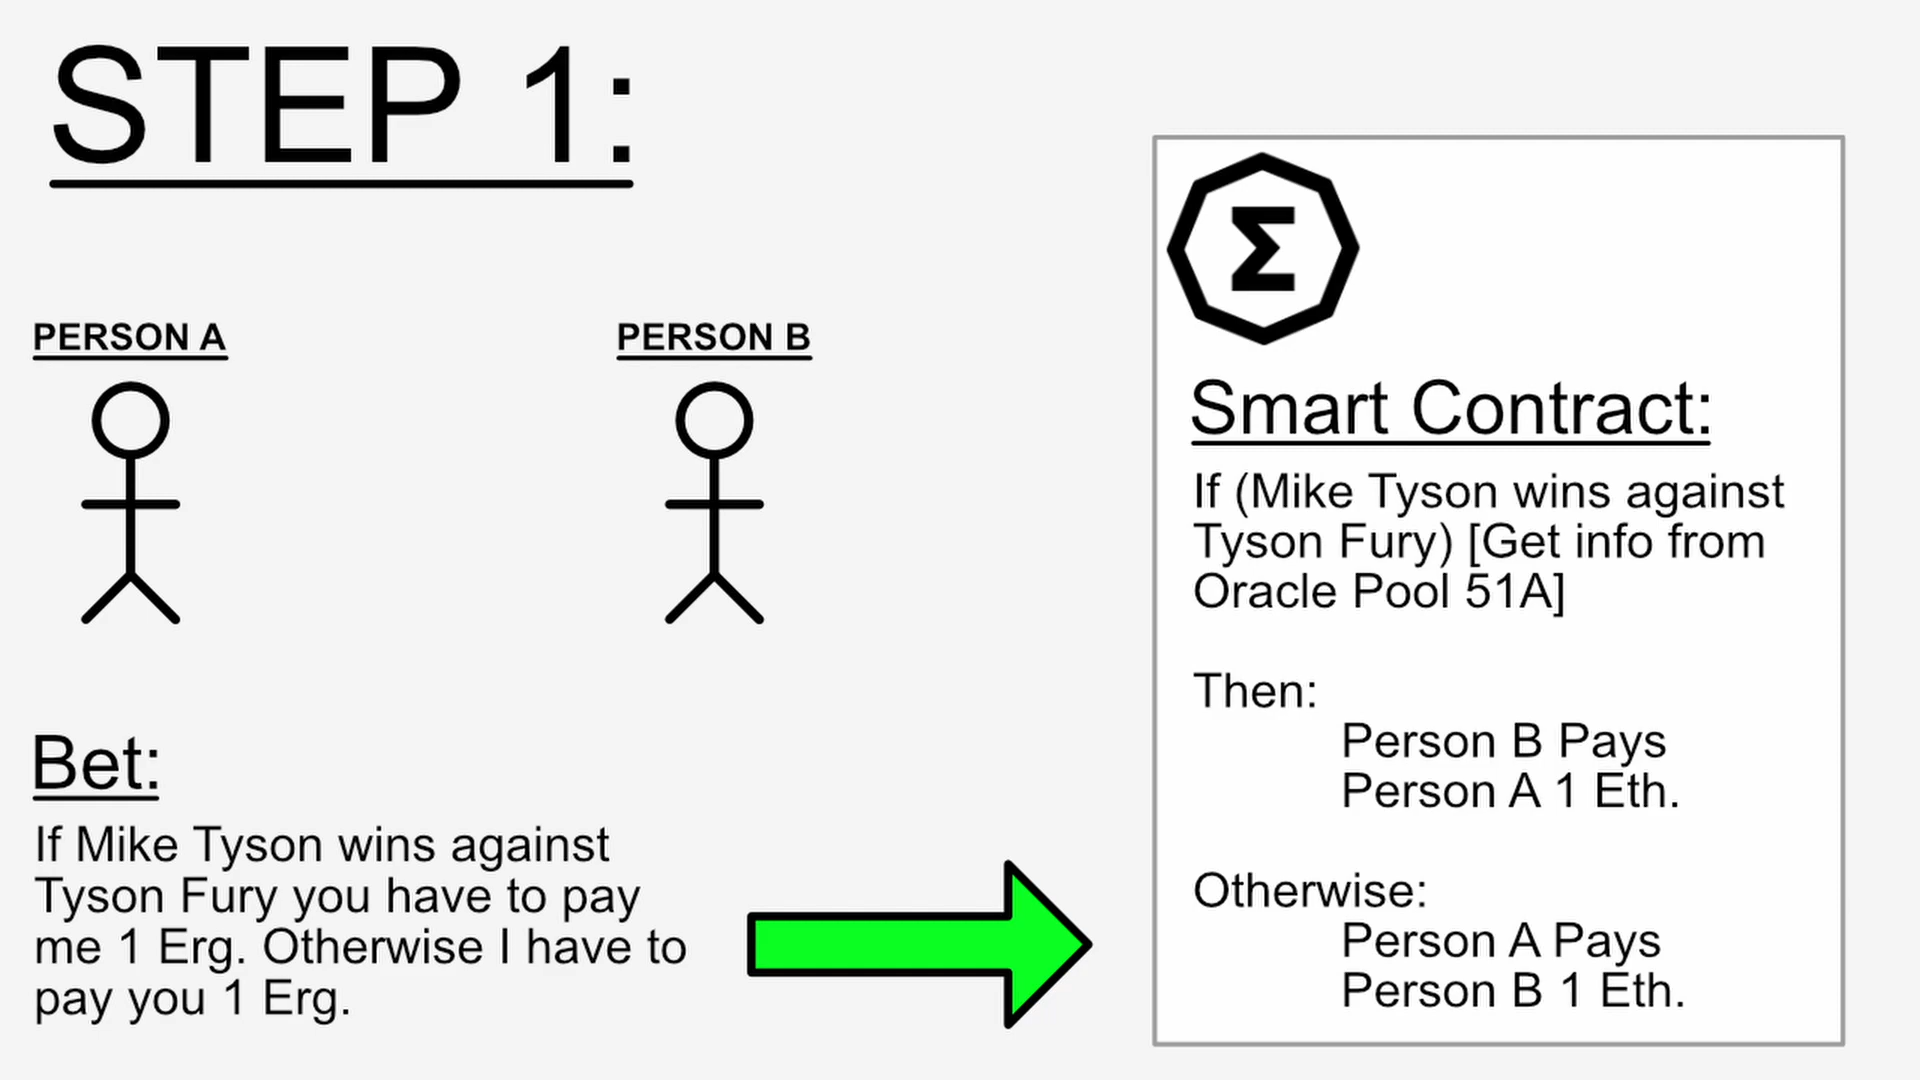 STEP 1:
PERSON A
PERSON B
Bet:
If Mike Tyson wins against
Tyson Fury you have to pay
me 1 Erg. Otherwise I have to
pay you 1 Erg.
Σ
Smart Contract:
If (Mike Tyson wins against
Tyson Fury) [Get info from
Oracle Pool 51A]
Then:
Person B Pays
Person A 1 Eth.
Otherwise:
Person A Pays
Person B 1 Eth.